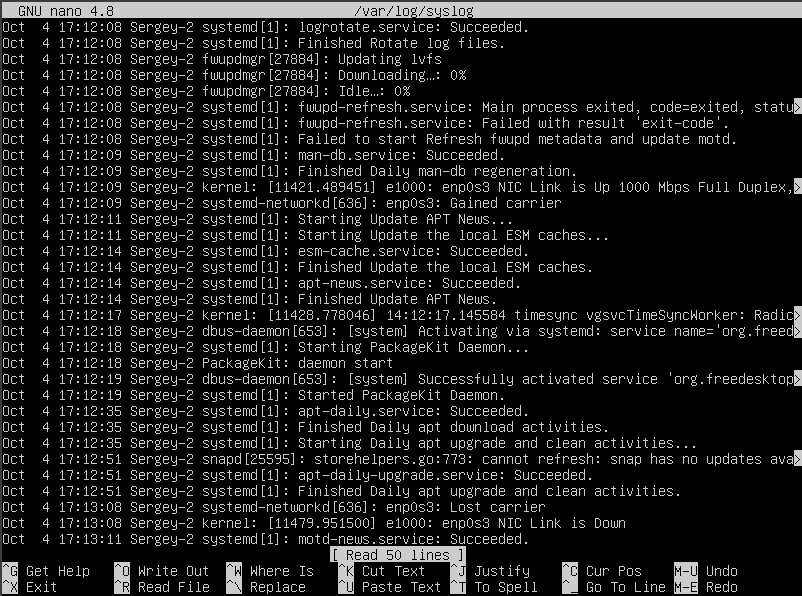 GNU nano 4.8 /var/log/syslog
Oct  4 17:12:08 Sergey-2 systemd[1]: logrotate.service: Succeeded.
Oct  4 17:12:08 Sergey-2 systemd[1]: Finished Rotate log files.
Oct  4 17:12:08 Sergey-2 fwupdmgr[27884]: Updating lvfs
Oct  4 17:12:08 Sergey-2 fwupdmgr[27884]: Downloading…: 0%
Oct  4 17:12:08 Sergey-2 fwupdmgr[27884]: Idle…: 0%
Oct  4 17:12:08 Sergey-2 systemd[1]: fwupd-refresh.service: Main process exited, code=exited, statu>
Oct  4 17:12:08 Sergey-2 systemd[1]: fwupd-refresh.service: Failed with result 'exit-code'.
Oct  4 17:12:08 Sergey-2 systemd[1]: Failed to start Refresh fwupd metadata and update motd.
Oct  4 17:12:09 Sergey-2 systemd[1]: man-db.service: Succeeded.
Oct  4 17:12:09 Sergey-2 systemd[1]: Finished Daily man-db regeneration.
Oct  4 17:12:09 Sergey-2 kernel: [11421.489451] e1000: enp0s3 NIC Link is Up 1000 Mbps Full Duplex,>
Oct  4 17:12:09 Sergey-2 systemd-networkd[636]: enp0s3: Gained carrier
Oct  4 17:12:11 Sergey-2 systemd[1]: Starting Update APT News...
Oct  4 17:12:11 Sergey-2 systemd[1]: Starting Update the local ESM caches...
Oct  4 17:12:14 Sergey-2 systemd[1]: esm-cache.service: Succeeded.
Oct  4 17:12:14 Sergey-2 systemd[1]: Finished Update the local ESM caches.
Oct  4 17:12:14 Sergey-2 systemd[1]: apt-news.service: Succeeded.
Oct  4 17:12:14 Sergey-2 systemd[1]: Finished Update APT News.
Oct  4 17:12:17 Sergey-2 kernel: [11428.778046] 14:12:17.145584 timesync vgsvcTimeSyncWorker: Radic>
Oct  4 17:12:18 Sergey-2 dbus-daemon[653]: [system] Activating via systemd: service name='org.freed>
Oct  4 17:12:18 Sergey-2 systemd[1]: Starting PackageKit Daemon...
Oct  4 17:12:18 Sergey-2 PackageKit: daemon start
Oct  4 17:12:19 Sergey-2 dbus-daemon[653]: [system] Successfully activated service 'org.freedesktop>
Oct  4 17:12:19 Sergey-2 systemd[1]: Started PackageKit Daemon.
Oct  4 17:12:35 Sergey-2 systemd[1]: apt-daily.service: Succeeded.
Oct  4 17:12:35 Sergey-2 systemd[1]: Finished Daily apt download activities.
Oct  4 17:12:35 Sergey-2 systemd[1]: Starting Daily apt upgrade and clean activities...
Oct  4 17:12:51 Sergey-2 snapd[25595]: storehelpers.go:773: cannot refresh: snap has no updates ava>
Oct  4 17:12:51 Sergey-2 systemd[1]: apt-daily-upgrade.service: Succeeded.
Oct  4 17:12:51 Sergey-2 systemd[1]: Finished Daily apt upgrade and clean activities.
Oct  4 17:13:08 Sergey-2 systemd-networkd[636]: enp0s3: Lost carrier
Oct  4 17:13:08 Sergey-2 kernel: [11479.951500] e1000: enp0s3 NIC Link is Down
Oct  4 17:13:11 Sergey-2 systemd[1]: motd-news.service: Succeeded.
[ Read 50 lines ]
^G Get Help ^O Write Out ^W Where Is ^K Cut Text ^J Justify ^C Cur Pos M-U Undo
^X Exit ^R Read File ^\ Replace ^U Paste Text ^T To Spell ^_ Go To Line M-E Redo